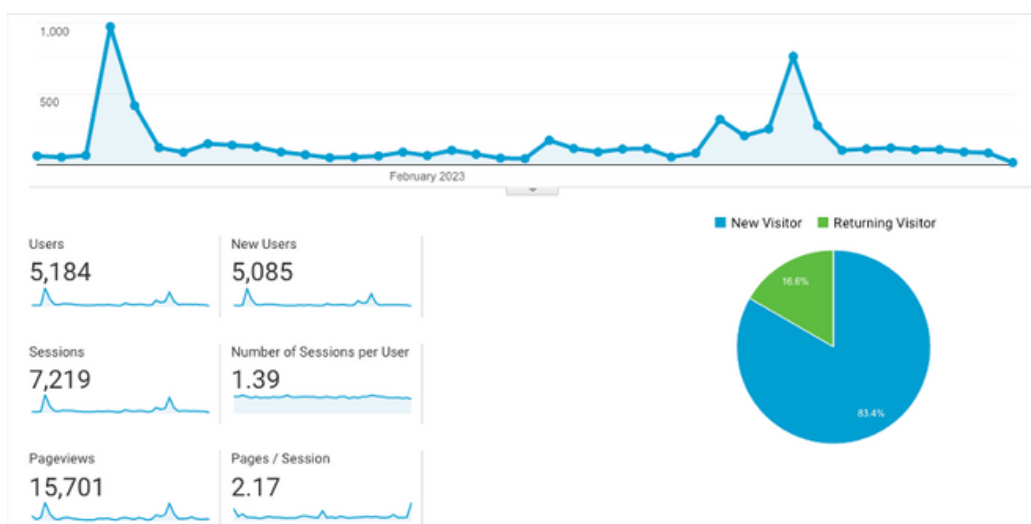 1,000
500
February 2023
New Visitor Returning Visitor
Users New Users
5,184 5,085
16.6%
Sessions Number of Sessions per User
7,219 1.39
83.4%
Pageviews Pages / Session
15,701 2.17